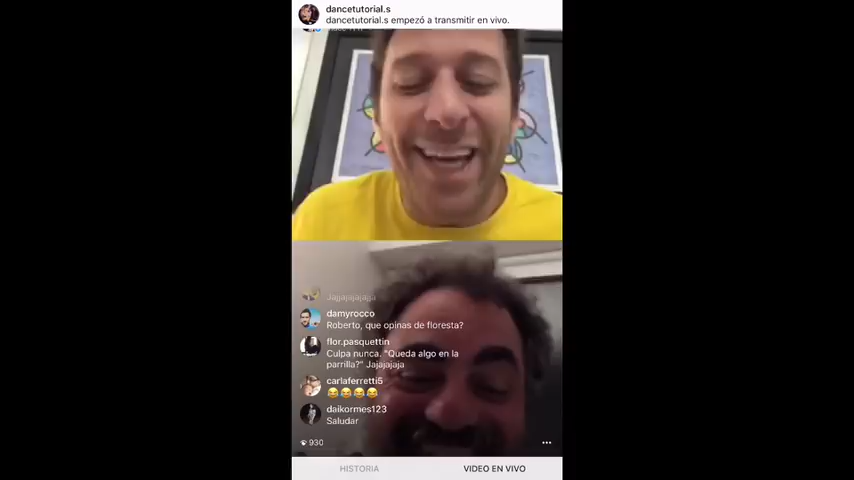 dancetutorial.s
dancetutorial.s empezó a transmitir en vivo.
Jajjajajajajja
damyrocco
Roberto, que opinas de floresta?
flor.pasquettin
Culpa nunca. "Queda algo en la
parrilla?" Jajajajaja
carlaferretti5
😂😂😂😂
daikormes123
Saludar
930
HISTORIA
VIDEO EN VIVO